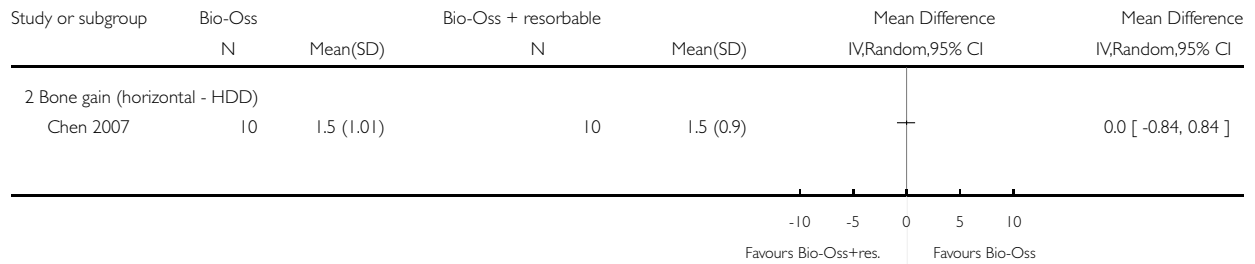 Study or subgroup Bio-Oss Bio-Oss + resorbable Mean Difference Mean Difference
N Mean(SD) N Mean(SD) IV,Random,95% CI IV,Random,95% CI
2 Bone gain (horizontal - HDD)
Chen 2007 10 1.5 (1.01) 10 1.5 (0.9) 0.0 [ -0.84, 0.84 ]
-10 -5 0 5 10
Favours Bio-Oss+res. Favours Bio-Oss